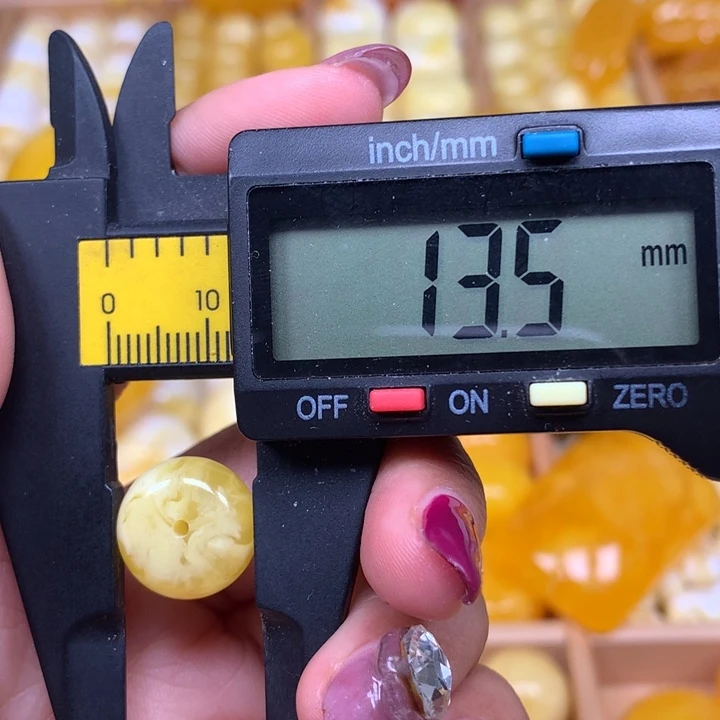 inch/mm
13.5 mm
0 10
OFF ON ZERO